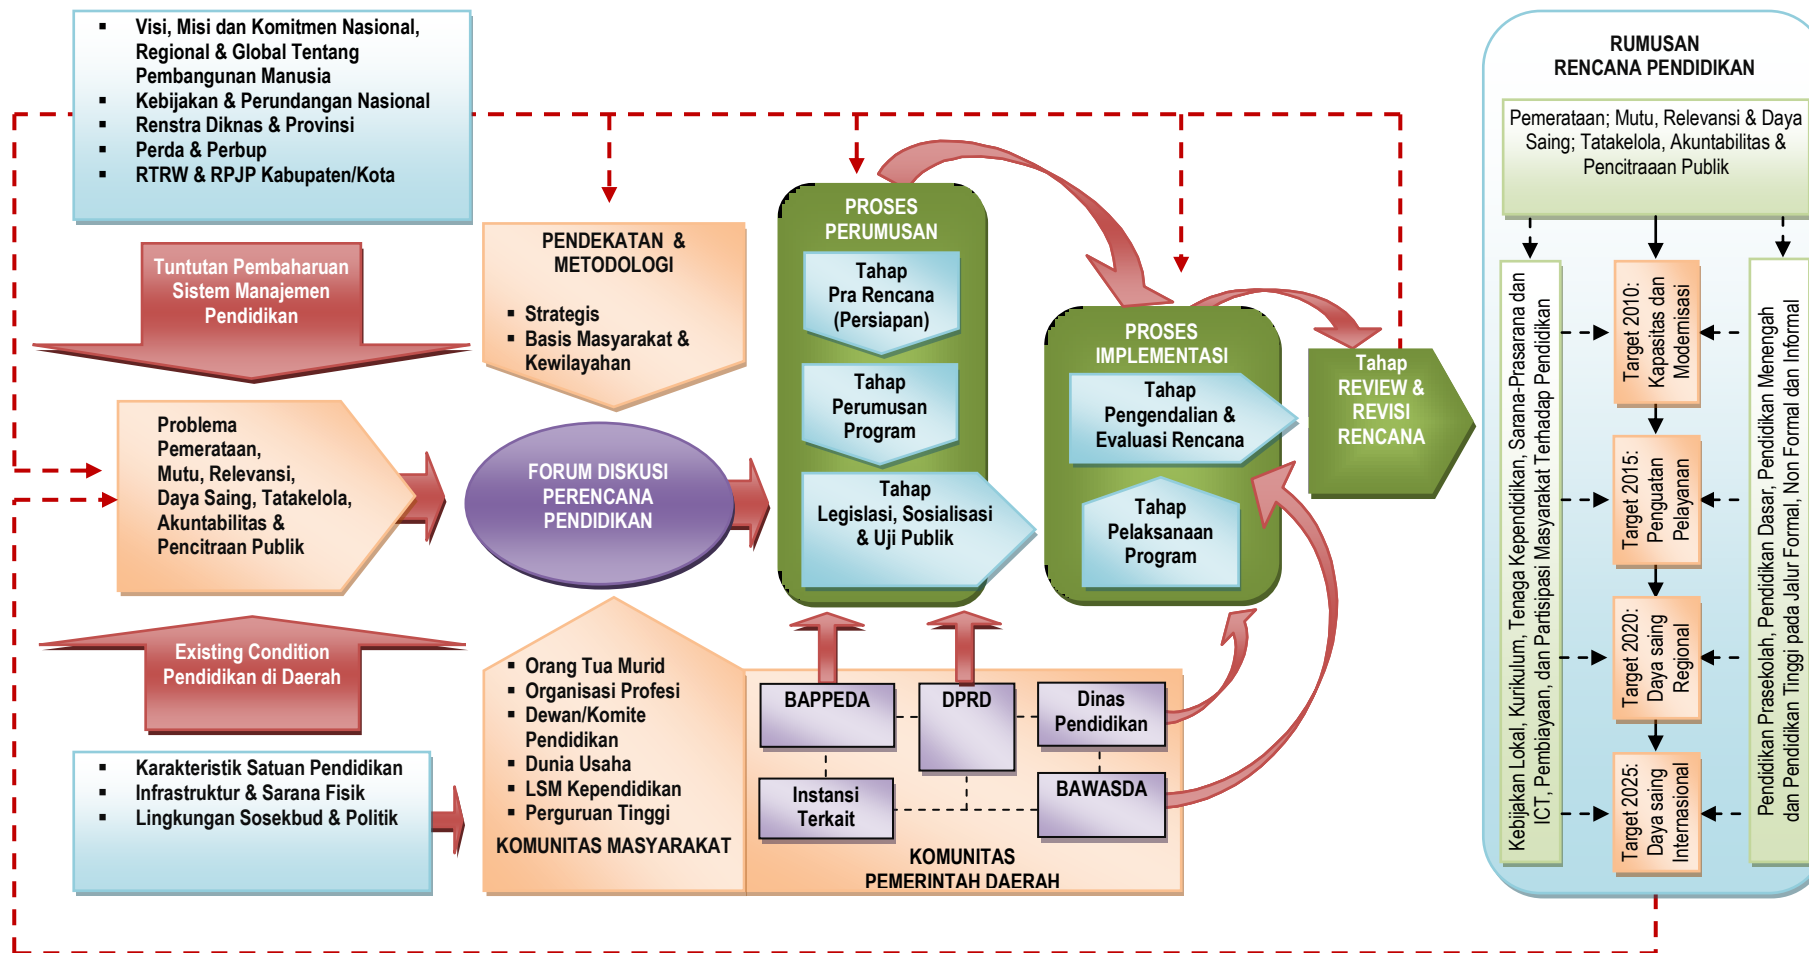 ▪ Visi, Misi dan Komitmen Nasional,
Regional & Global Tentang
Pembangunan Manusia
▪ Kebijakan & Perundangan Nasional
▪ Renstra Diknas & Provinsi
▪ Perda & Perbup
▪ RTRW & RPJP Kabupaten/Kota
Tuntutan Pembaharuan
Sistem Manajemen
Pendidikan
Problema
Pemerataan,
Mutu, Relevansi,
Daya Saing, Tatakelola,
Akuntabilitas &
Pencitraan Publik
Existing Condition
Pendidikan di Daerah
▪ Karakteristik Satuan Pendidikan
▪ Infrastruktur & Sarana Fisik
▪ Lingkungan Sosekbud & Politik
PENDEKATAN &
METODOLOGI
▪ Strategis
▪ Basis Masyarakat &
Kewilayahan
FORUM DISKUSI
PERENCANA
PENDIDIKAN
▪ Orang Tua Murid
▪ Organisasi Profesi
▪ Dewan/Komite
Pendidikan
▪ Dunia Usaha
▪ LSM Kependidikan
▪ Perguruan Tinggi
KOMUNITAS MASYARAKAT
PROSES
PERUMUSAN
Tahap
Pra Rencana
(Persiapan)
Tahap
Perumusan
Program
Tahap
Legislasi, Sosialisasi
& Uji Publik
BAPPEDA
DPRD
Dinas
Pendidikan
Instansi
Terkait
BAWASDA
KOMUNITAS
PEMERINTAH DAERAH
PROSES
IMPLEMENTASI
Tahap
Pengendalian &
Evaluasi Rencana
Tahap
Pelaksanaan
Program
Tahap
REVIEW &
REVISI
RENCANA
RUMUSAN
RENCANA PENDIDIKAN
Pemerataan; Mutu, Relevansi & Daya
Saing; Tatakelola, Akuntabilitas &
Pencitraaan Publik
Kebijakan Lokal, Kurikulum, Tenaga Kependidikan, Sarana-Prasarana dan
ICT, Pembiayaan, dan Partisipasi Masyarakat Terhadap Pendidikan
Target 2010:
Kapasitas dan
Modernisasi
Target 2015:
Penguatan
Pelayanan
Target 2020:
Daya saing
Regional
Target 2025:
Daya saing
Internasional
Pendidikan Prasekolah, Pendidikan Dasar, Pendidikan Menengah
dan Pendidikan Tinggi pada Jalur Formal, Non Formal dan Informal